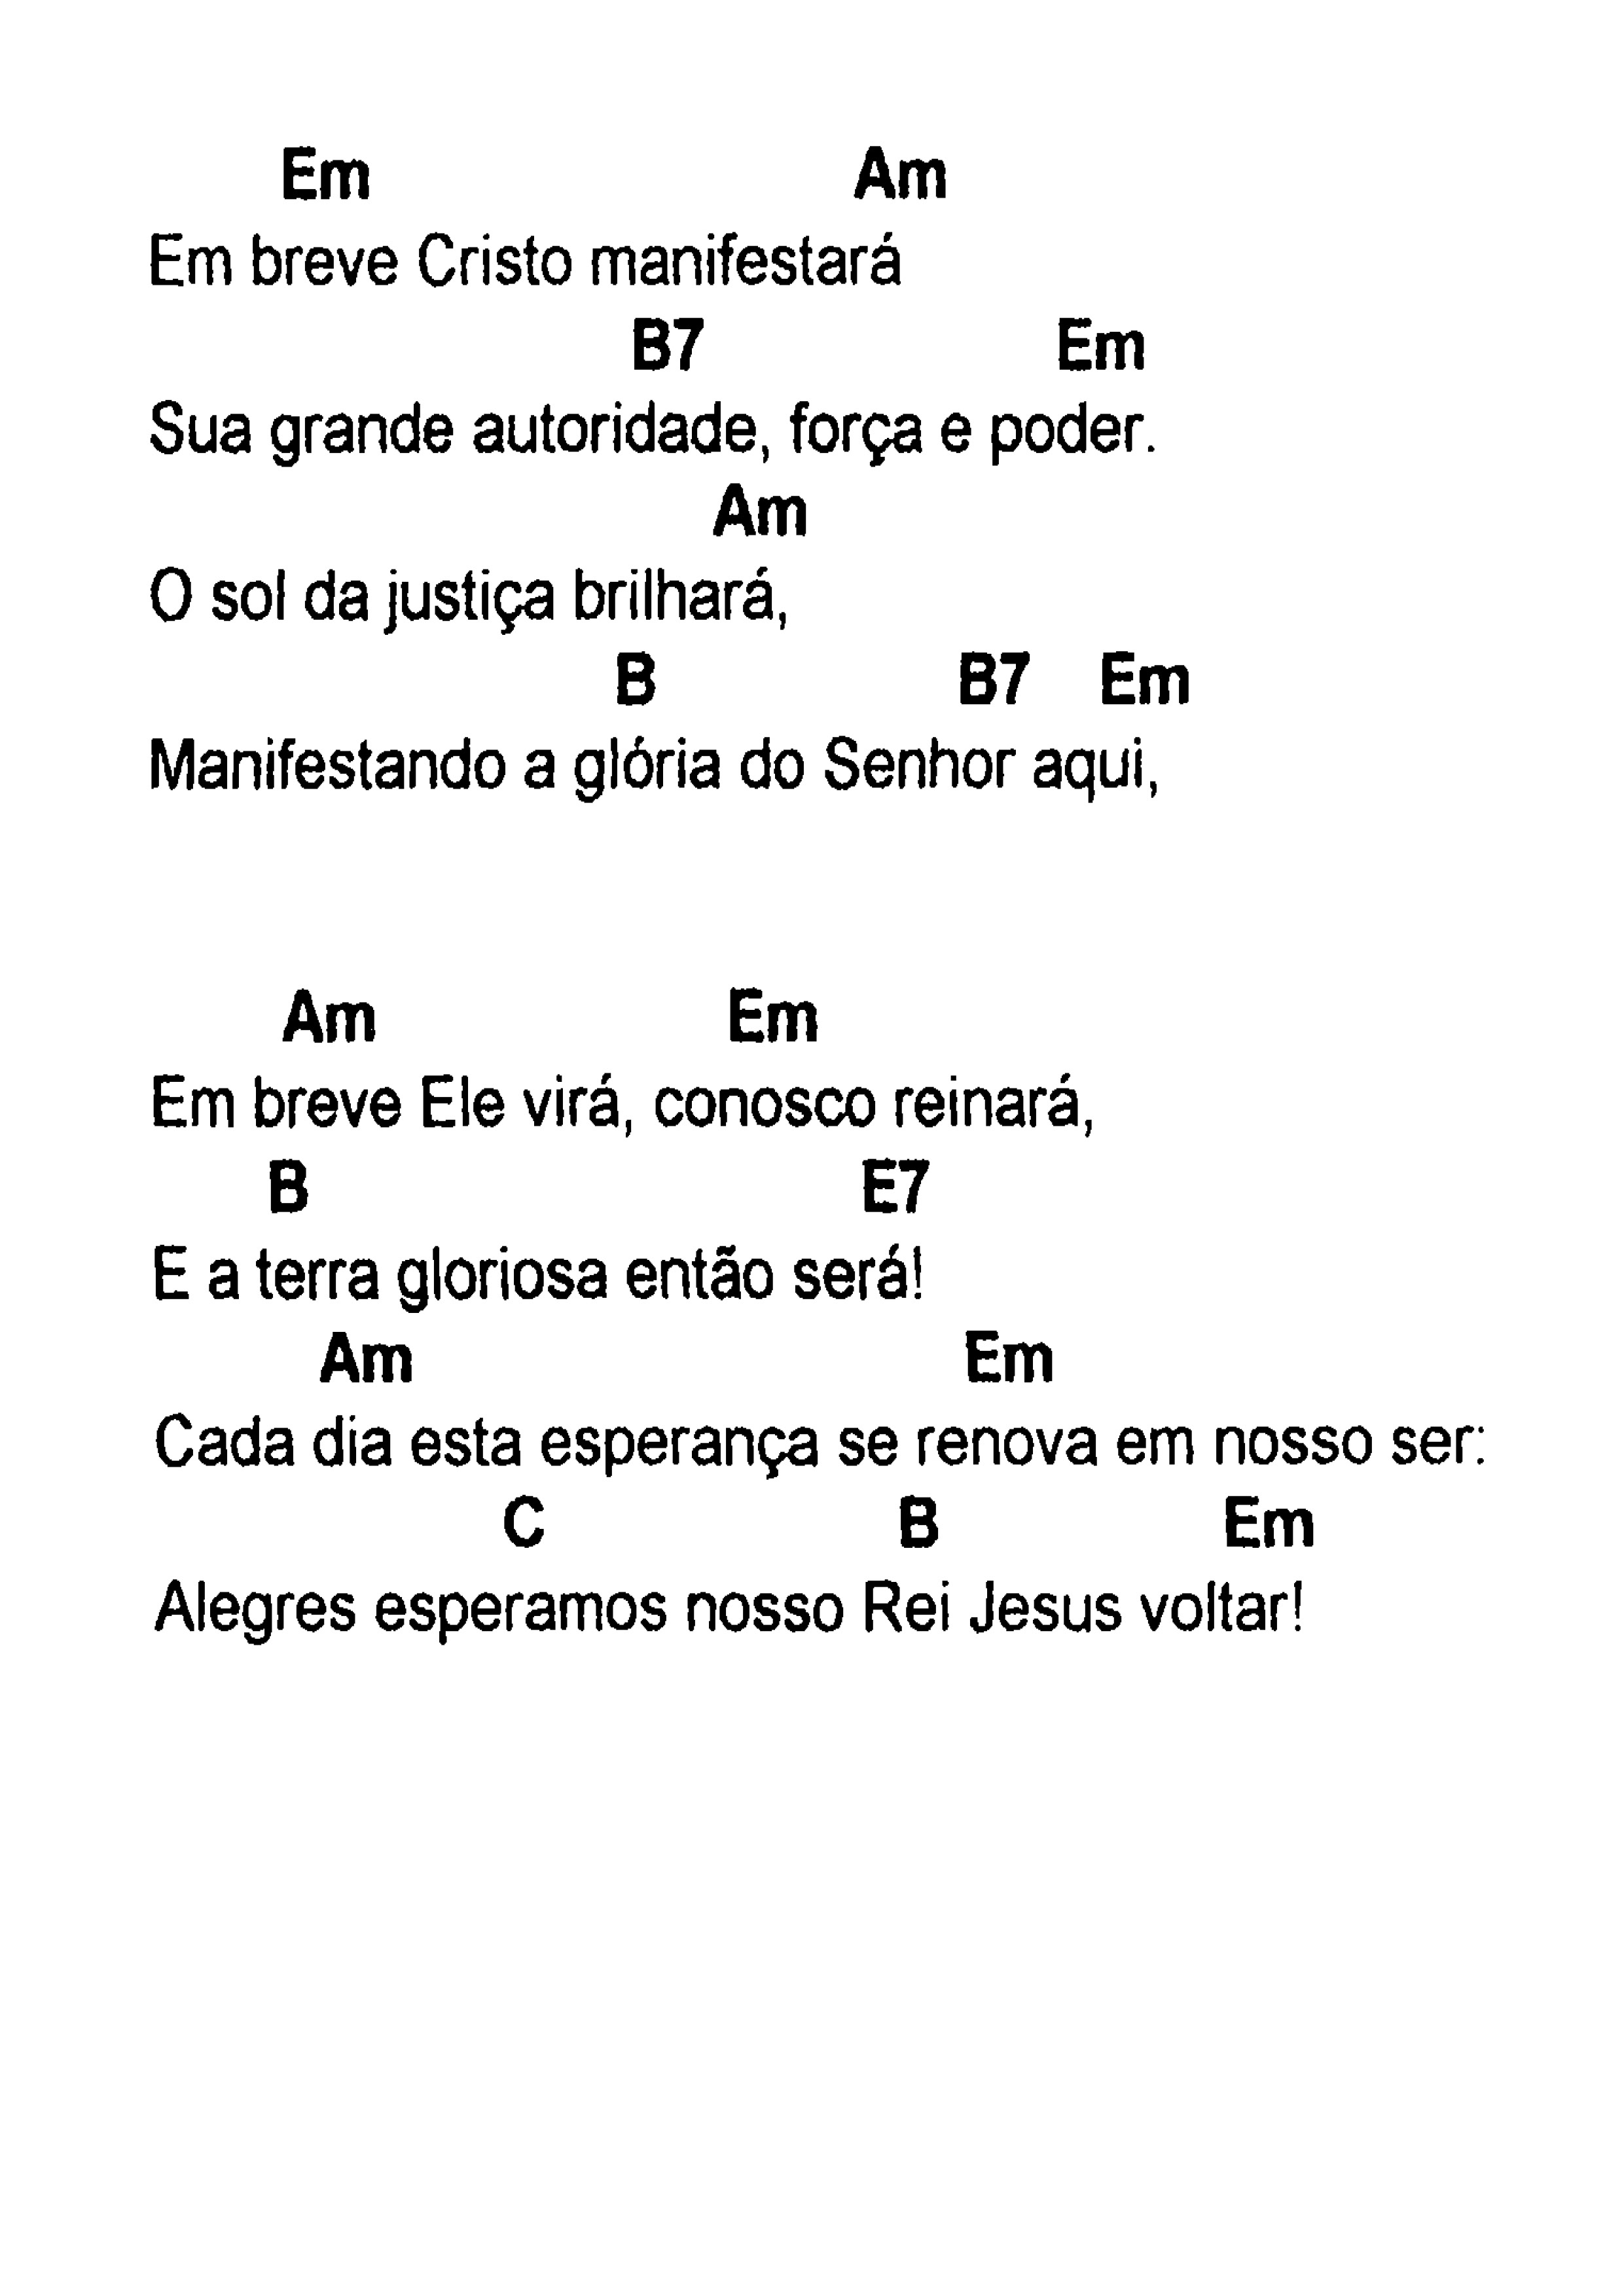 Em Am
Em breve Cristo manifestará
B7 Em
Sua grande autoridade, força e poder.
Am
O sol da justiça brilhará,
B B7 Em
Manifestando a glória do Senhor aqui,
Am Em
Em breve Ele virá, conosco reinará,
B E7
E a terra gloriosa então será!
Am Em
Cada dia esta esperança se renova em nosso ser:
C B Em
Alegres esperamos nosso Rei Jesus voltar!